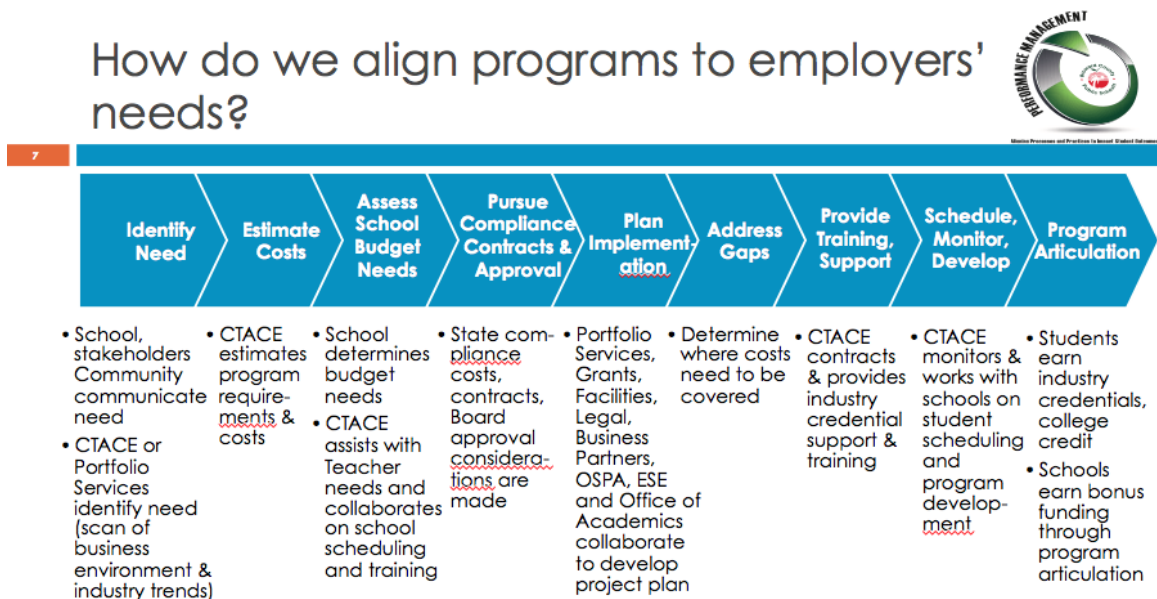 How do we align programs to employers'
needs?
PERFORMANCE MANAGEMENT
Broward County
Public Schools
7
Identify
Need
Estimate
Costs
Assess
School
Budget
Needs
Pursue
Compliance
Contracts &
Approval
Plan
Implement-
ation
Address
Gaps
Provide
Training,
Support
Schedule,
Monitor,
Develop
Program
Articulation
• School,
stakeholders
Community
communicate
need
• CTACE or
Portfolio
Services
identify need
(scan of
business
environment &
industry trends)
• CTACE
estimates
program
require-
ments &
costs
• School
determines
budget
needs
• CTACE
assists with
Teacher
needs and
collaborates
on school
scheduling
and training
• State com-
pliance
costs,
contracts,
Board
approval
considera-
tions are
made
• Portfolio
Services,
Grants,
Facilities,
Legal,
Business
Partners,
OSPA, ESE
and Office of
Academics
collaborate
to develop
project plan
• Determine
where costs
need to be
covered
• CTACE
contracts
& provides
industry
credential
support &
training
• CTACE
monitors &
works with
schools on
student
scheduling
and
program
develop-
ment
• Students
earn
industry
credentials,
college
credit
• Schools
earn bonus
funding
through
program
articulation